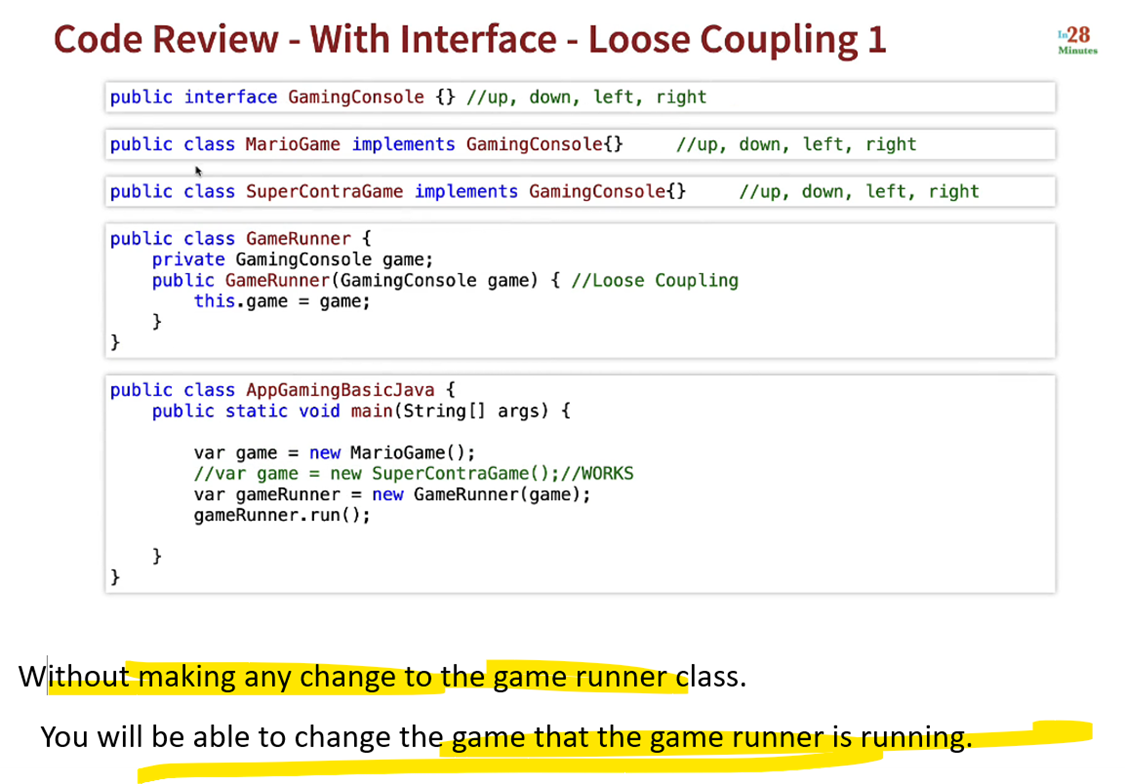 Code Review - With Interface - Loose Coupling 1
In28
Minutes
public interface GamingConsole {} //up, down, left, right
public class MarioGame implements GamingConsole{}     //up, down, left, right
public class SuperContraGame implements GamingConsole{}     //up, down, left, right
public class GameRunner {
    private GamingConsole game;
    public GameRunner(GamingConsole game) { //Loose Coupling
        this.game = game;
    }
}
public class AppGamingBasicJava {
    public static void main(String[] args) {
        var game = new MarioGame();
        //var game = new SuperContraGame();//WORKS
        var gameRunner = new GameRunner(game);
        gameRunner.run();
    }
}
Without making any change to the game runner class.
You will be able to change the game that the game runner is running.